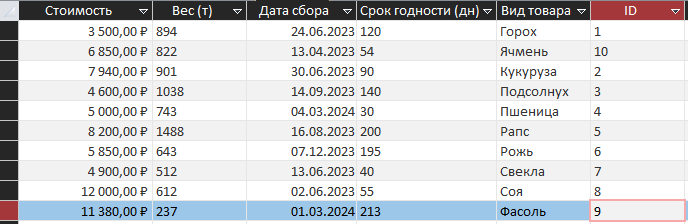 Стоимость Вес (т) Дата сбора Срок годности (дн) Вид товара ID
3 500,00 ₽ 894 24.06.2023 120 Горох 1
6 850,00 ₽ 822 13.04.2023 54 Ячмень 10
7 940,00 ₽ 901 30.06.2023 90 Кукуруза 2
4 600,00 ₽ 1038 14.09.2023 140 Подсолнух 3
5 000,00 ₽ 743 04.03.2024 30 Пшеница 4
8 200,00 ₽ 1488 16.08.2023 200 Рапс 5
5 850,00 ₽ 643 07.12.2023 195 Рожь 6
4 900,00 ₽ 512 13.06.2023 40 Свекла 7
12 000,00 ₽ 612 02.06.2023 55 Соя 8
11 380,00 ₽ 237 01.03.2024 213 Фасоль 9